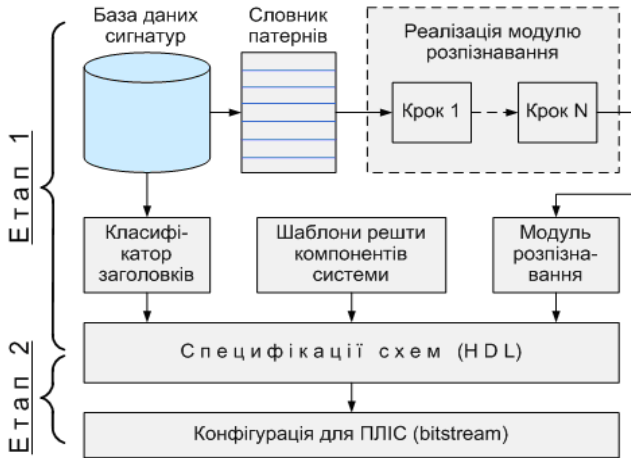 База даних
сигнатур
Словник
патернів
Реалізація модулю
розпізнавання
Крок 1
Крок N
Етап 1
Класифі-
катор
заголовків
Шаблони решти
компонентів
системи
Модуль
розпізна-
вання
Специфікації схем (HDL)
Етап 2
Конфігурація для ПЛІС (bitstream)